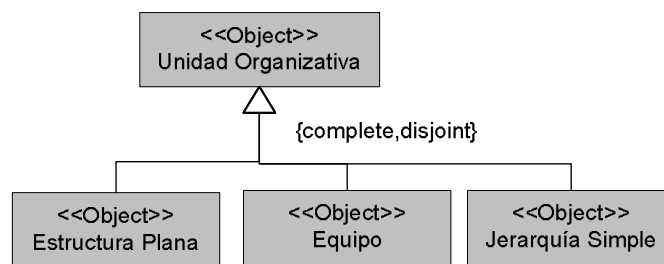 <<Object>>
Unidad Organizativa
{complete,disjoint}
<<Object>>
Estructura Plana
<<Object>>
Equipo
<<Object>>
Jerarquía Simple